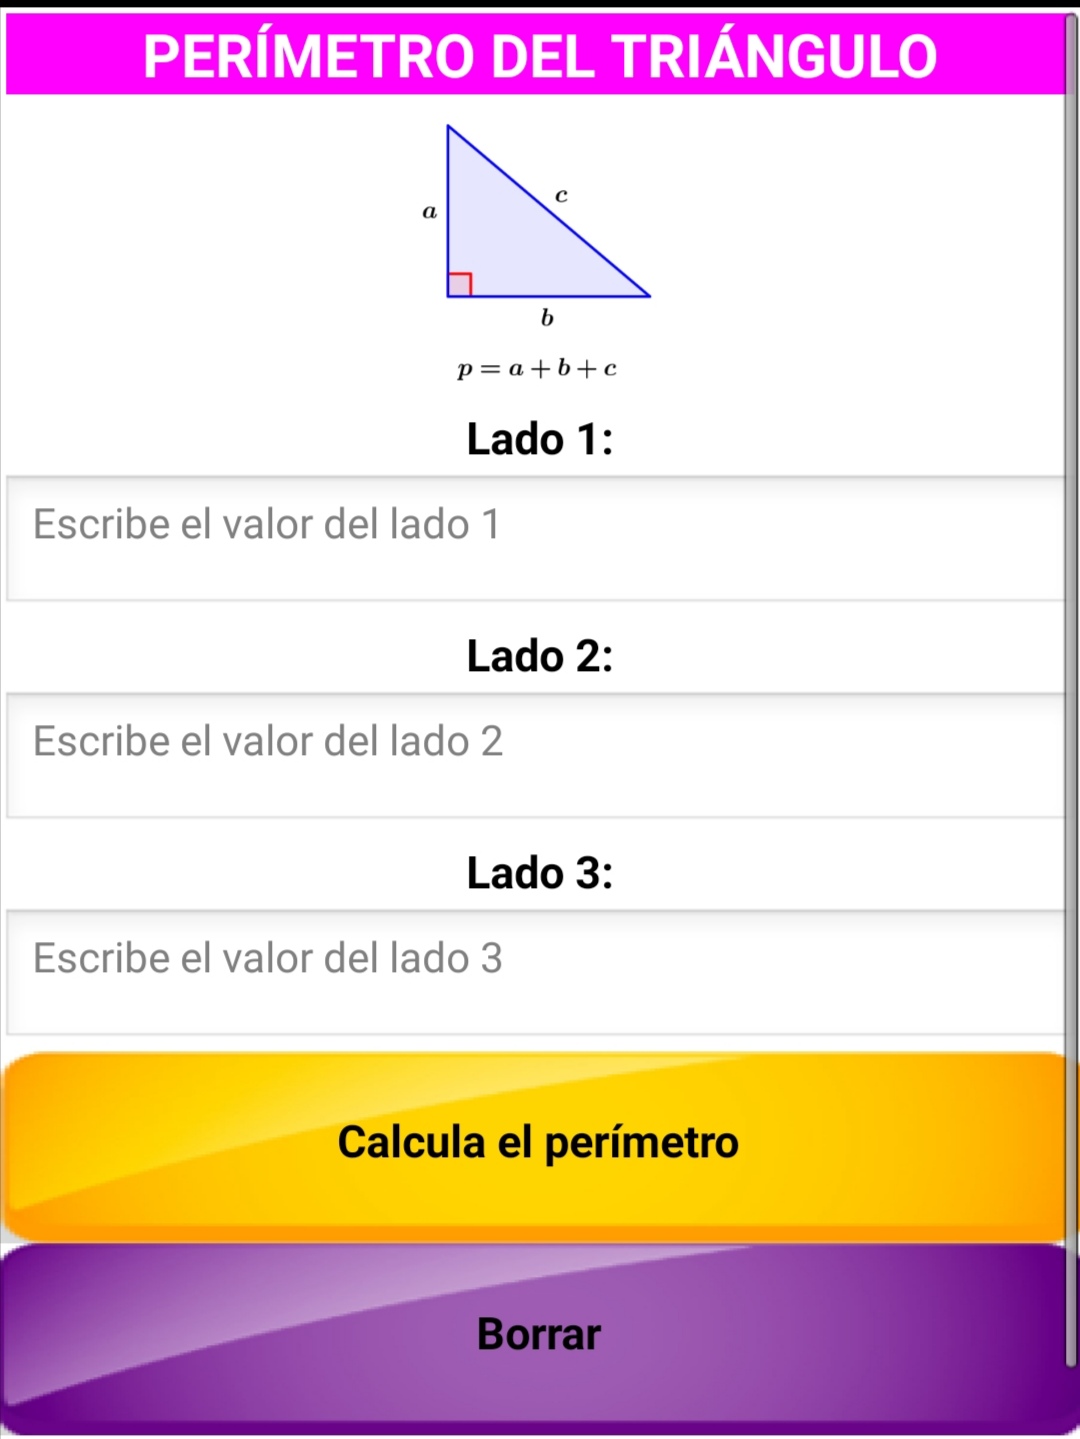 PERÍMETRO DEL TRIÁNGULO
c
a
b
p = a + b + c
Lado 1:
Escribe el valor del lado 1
Lado 2:
Escribe el valor del lado 2
Lado 3:
Escribe el valor del lado 3
Calcula el perímetro
Borrar